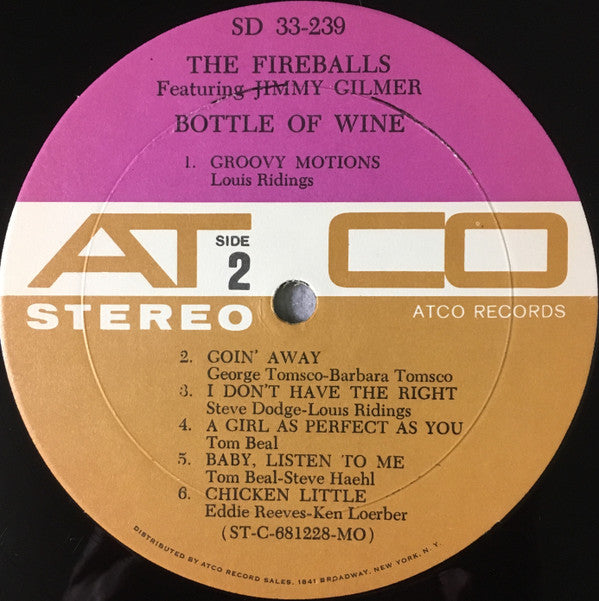 SD 33-239
THE FIREBALLS
Featuring JIMMY GILMER
BOTTLE OF WINE
1. GROOVY MOTIONS
Louis Ridings
ATCO
SIDE
2
STEREO
ATCO RECORDS
2. GOIN' AWAY
George Tomsco-Barbara Tomsco
3. I DON'T HAVE THE RIGHT
Steve Dodge-Louis Ridings
4. A GIRL AS PERFECT AS YOU
Tom Beal
5. BABY, LISTEN TO ME
Tom Beal-Steve Haehl
6. CHICKEN LITTLE
Eddie Reeves-Ken Loerber
(ST-C-681228-MO)
DISTRIBUTED BY ATCO RECORD SALES, 1841 BROADWAY, NEW YORK, N. Y.